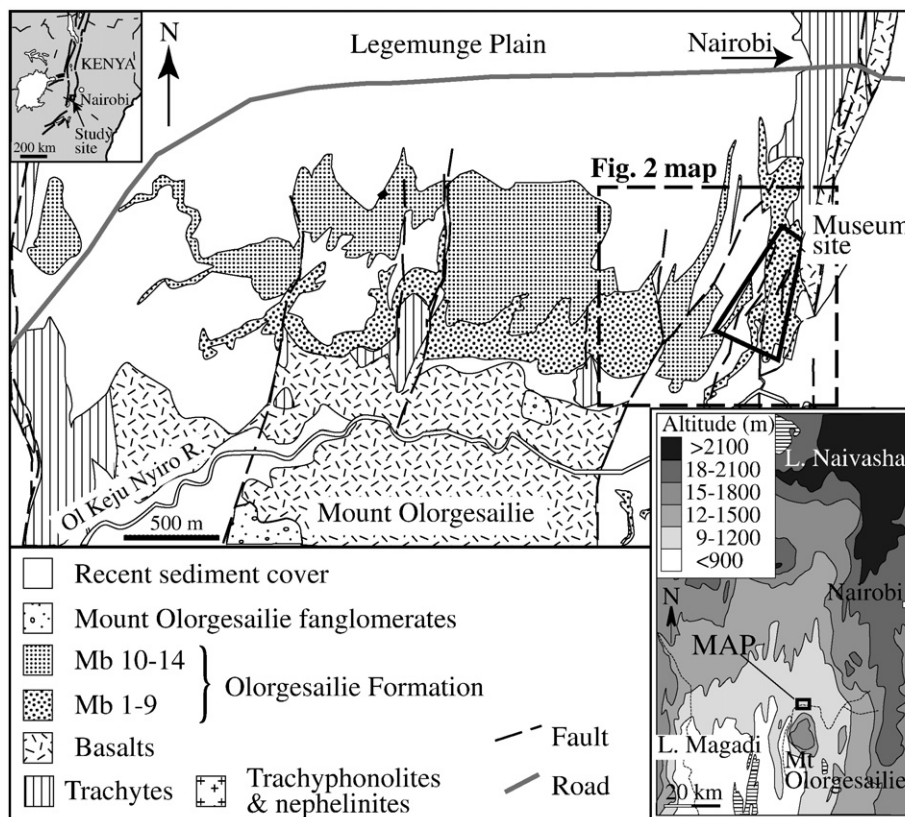 N
Legemunge Plain
Nairobi
KENYA
Nairobi
Study
site
200 km
Fig. 2 map
Museum
site
Ol Keju Nyiro R.
500 m
Mount Olorgesailie
Recent sediment cover
Mount Olorgesailie fanglomerates
Mb 10-14
Mb 1-9
Olorgesailie Formation
Basalts
Trachytes
Trachyphonolites
& nephelinites
Fault
Road
Altitude (m)
>2100
18-2100
15-1800
12-1500
9-1200
<900
L. Naivasha
Nairobi
N
MAP
L. Magadi
Mt
Olorgesailie
20 km